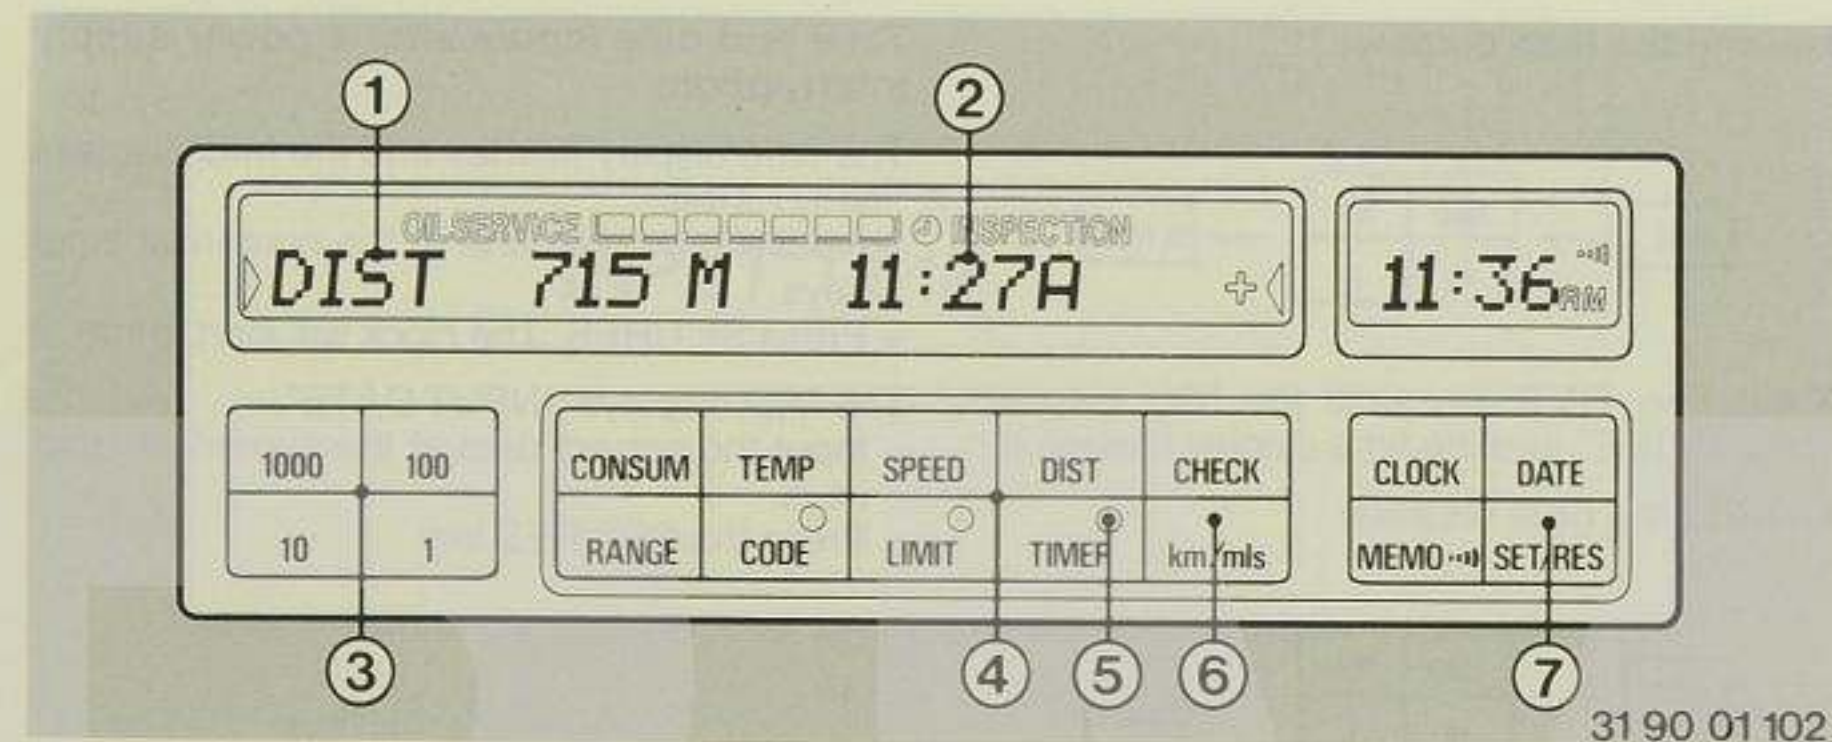 1 2
OILSERVICE INSPECTION
DIST 715 M 11:27A + 11:36 AM
1000 100 CONSUM TEMP SPEED DIST CHECK CLOCK DATE
10 1 RANGE CODE LIMIT TIMER km/mls MEMO SET/RES
3 4 5 6 7
31 90 01 102